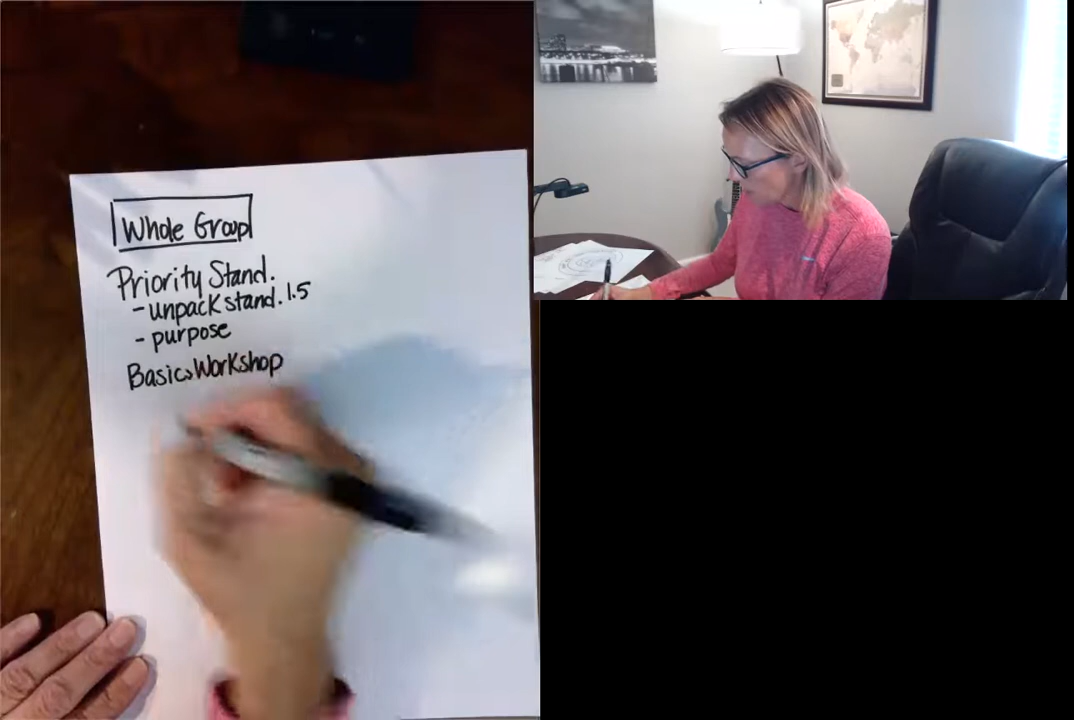 Whole Group
Priority Stand.
- unpack stand. 1.5
- purpose
Basics Workshop